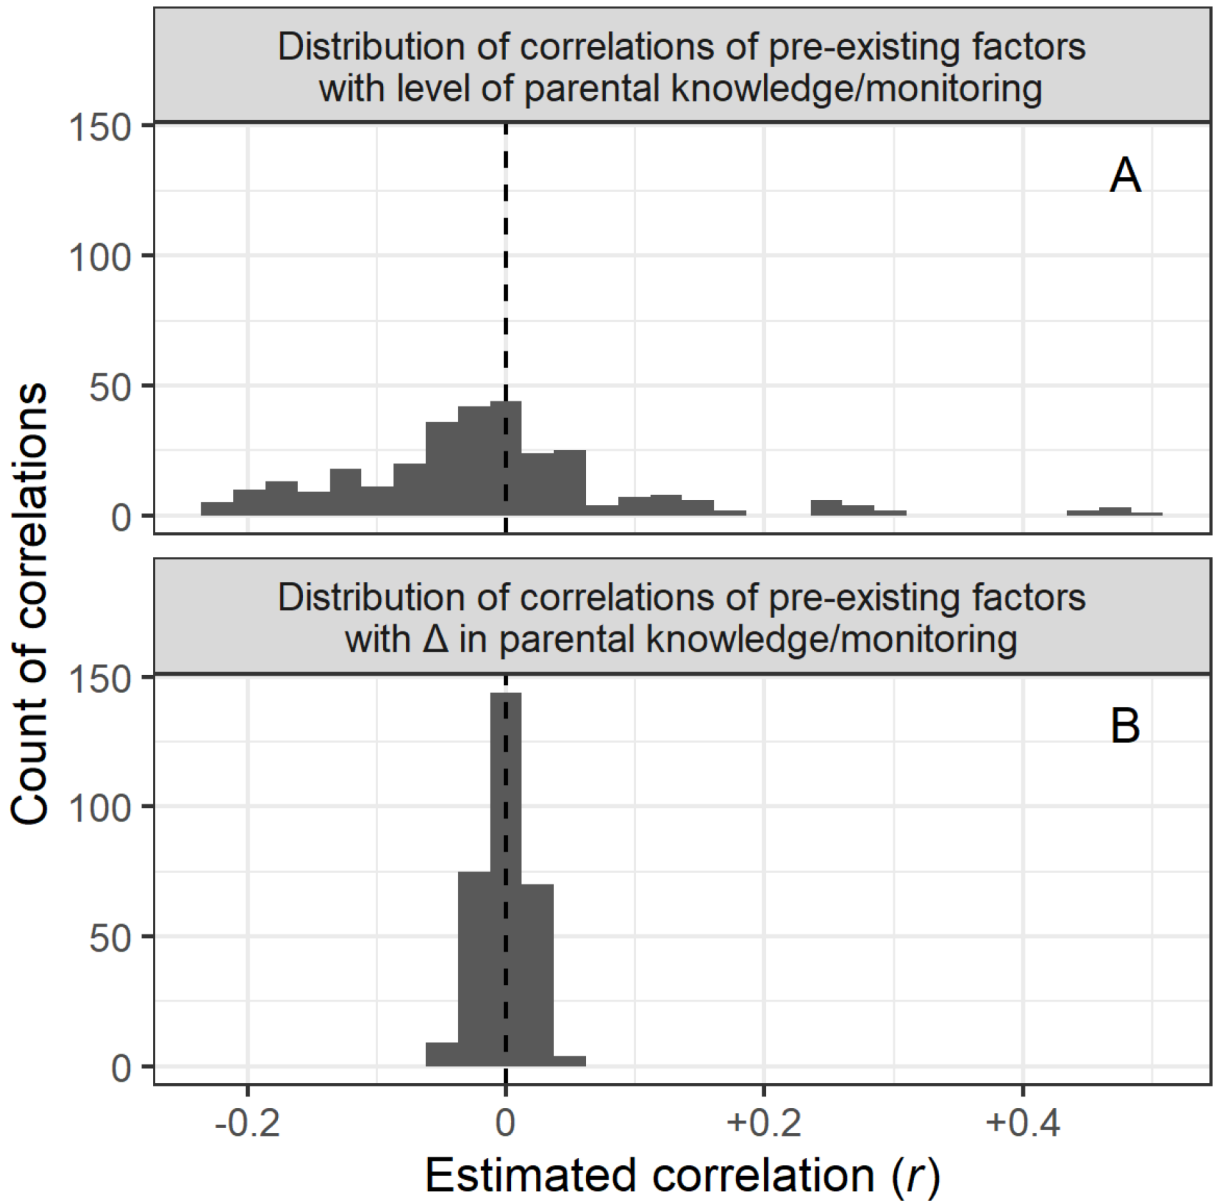 Distribution of correlations of pre-existing factors
with level of parental knowledge/monitoring
150
A
100
50
0
Count of correlations
Distribution of correlations of pre-existing factors
with Δ in parental knowledge/monitoring
150
B
100
50
0
-0.2 0 +0.2 +0.4
Estimated correlation (r)